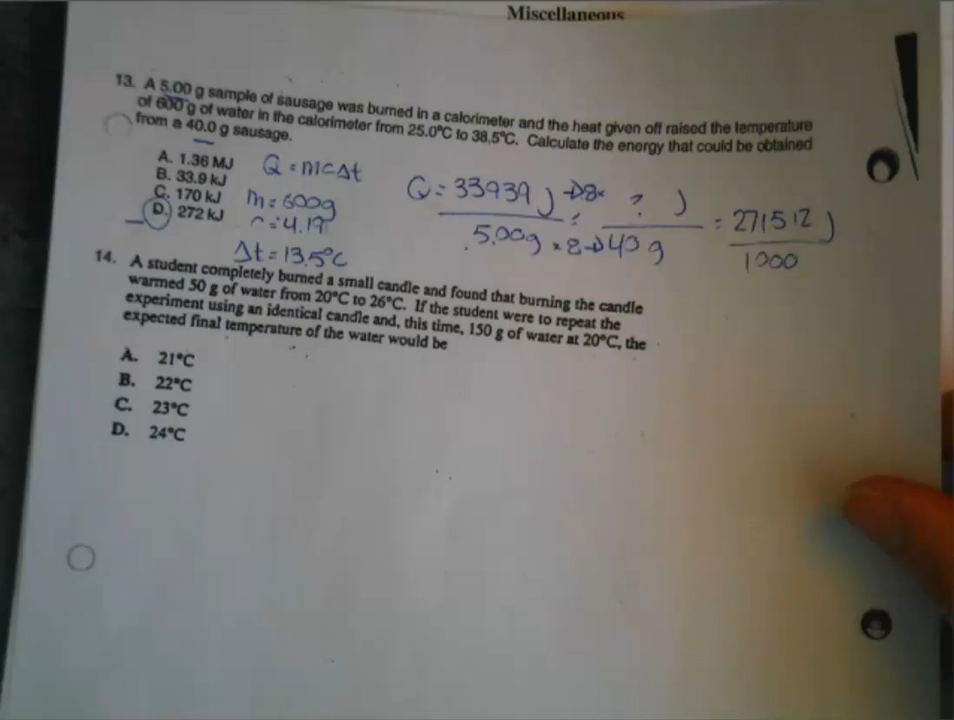 Miscellaneous
13. A 5.00 g sample of sausage was burned in a calorimeter and the heat given off raised the temperature
of 600 g of water in the calorimeter from 25.0°C to 38.5°C. Calculate the energy that could be obtained
from a 40.0 g sausage.
A. 1.36 MJ
B. 33.9 kJ
C. 170 kJ
D. 272 kJ
Q = mcΔt
m = 600g
c = 4.19
Δt = 13.5°C
Q = 33939 J → 8× ? J = 271512 J
5.00g × 8 → 40 g 1000
14. A student completely burned a small candle and found that burning the candle
warmed 50 g of water from 20°C to 26°C. If the student were to repeat the
experiment using an identical candle and, this time, 150 g of water at 20°C, the
expected final temperature of the water would be
A. 21°C
B. 22°C
C. 23°C
D. 24°C